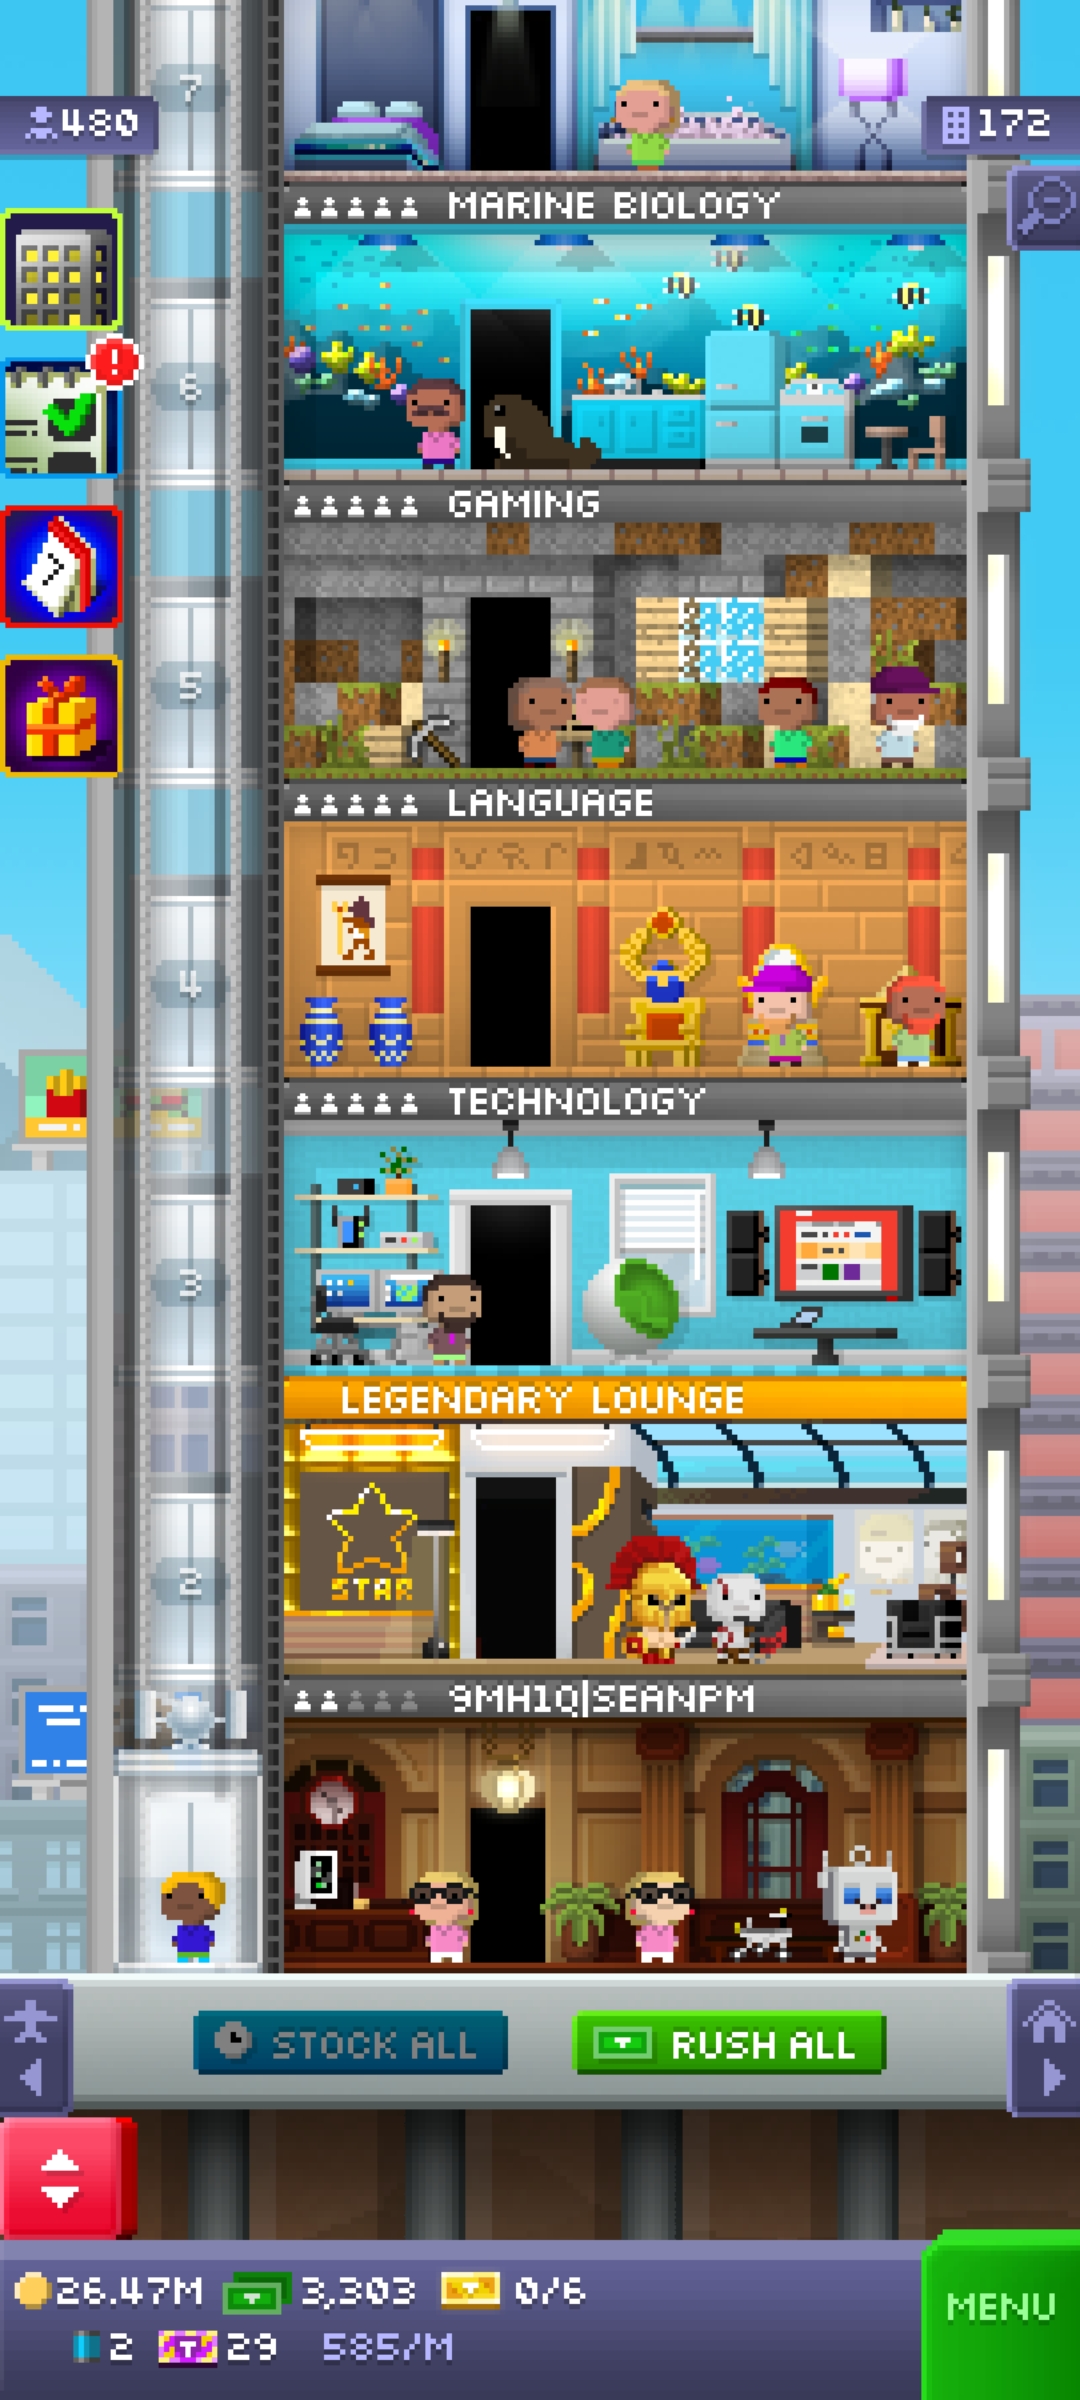 7
480
172
MARINE BIOLOGY
6
GAMING
7
5
LANGUAGE
4
TECHNOLOGY
3
LEGENDARY LOUNGE
STAR
2
9MH1Q|SEANPM
STOCK ALL
RUSH ALL
26.47M 3,303 0/6
MENU
2 29 585/M